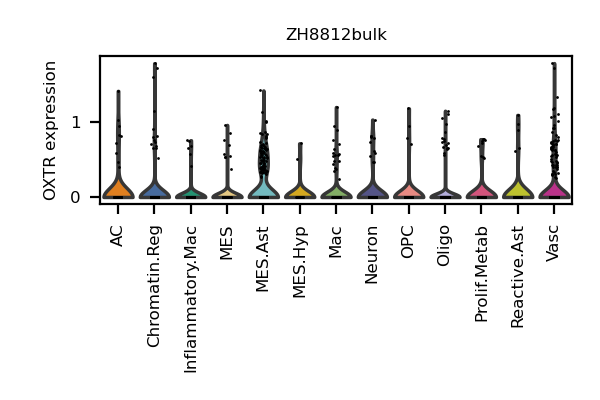 ZH8812bulk
OXTR expression
1
0
AC
Chromatin.Reg
Inflammatory.Mac
MES
MES.Ast
MES.Hyp
Mac
Neuron
OPC
Oligo
Prolif.Metab
Reactive.Ast
Vasc